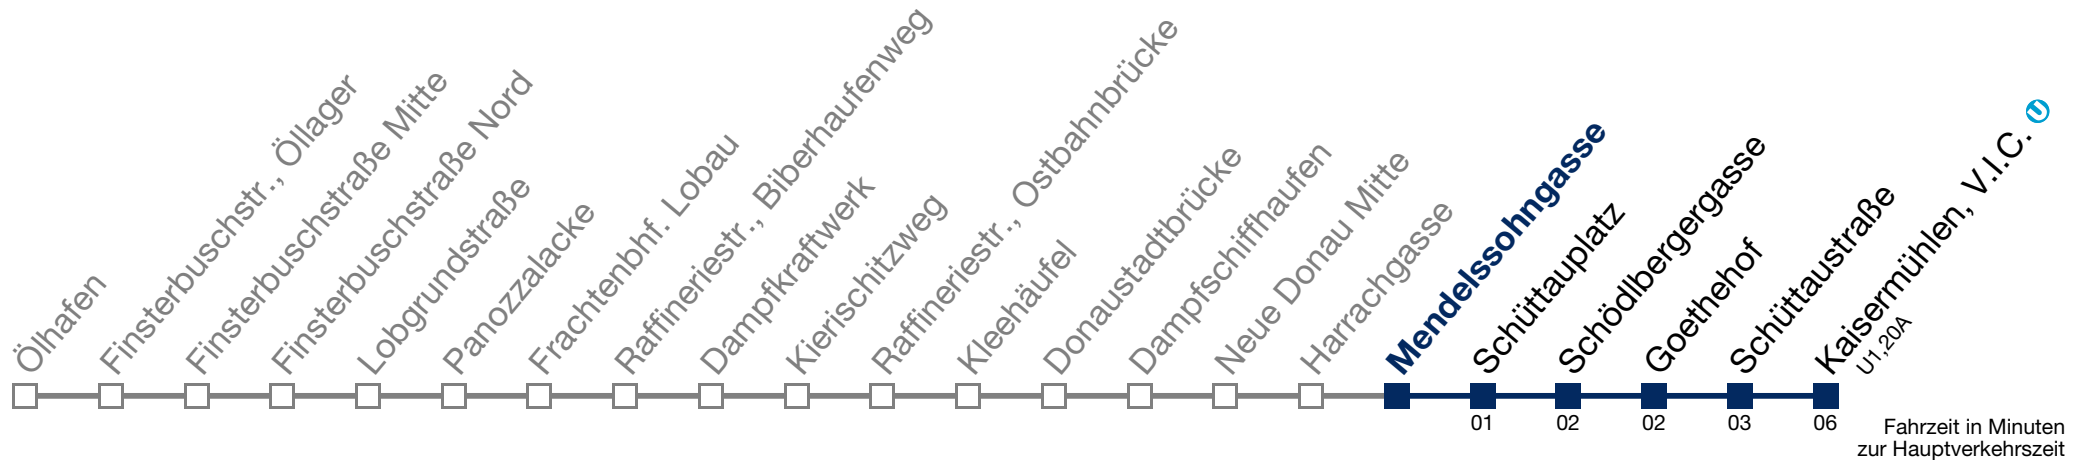 Ölhafen
Finsterbuschstr., Öllager
Finsterbuschstraße Mitte
Finsterbuschstraße Nord
Lobgrundstraße
Panozzalacke
Frachtenbhf. Lobau
Raffineriestr., Biberhaufenweg
Dampfkraftwerk
Kierischitzweg
Raffineriestr., Ostbahnbrücke
Kleehäufel
Donaustadtbrücke
Dampfschiffhaufen
Neue Donau Mitte
Harrachgasse
Mendelssohngasse
Schüttauplatz
Schödlbergergasse
Goethehof
Schüttaustraße
Kaisermühlen, V.I.C. U
U1,20A
01 02 02 03 06
Fahrzeit in Minuten
zur Hauptverkehrszeit